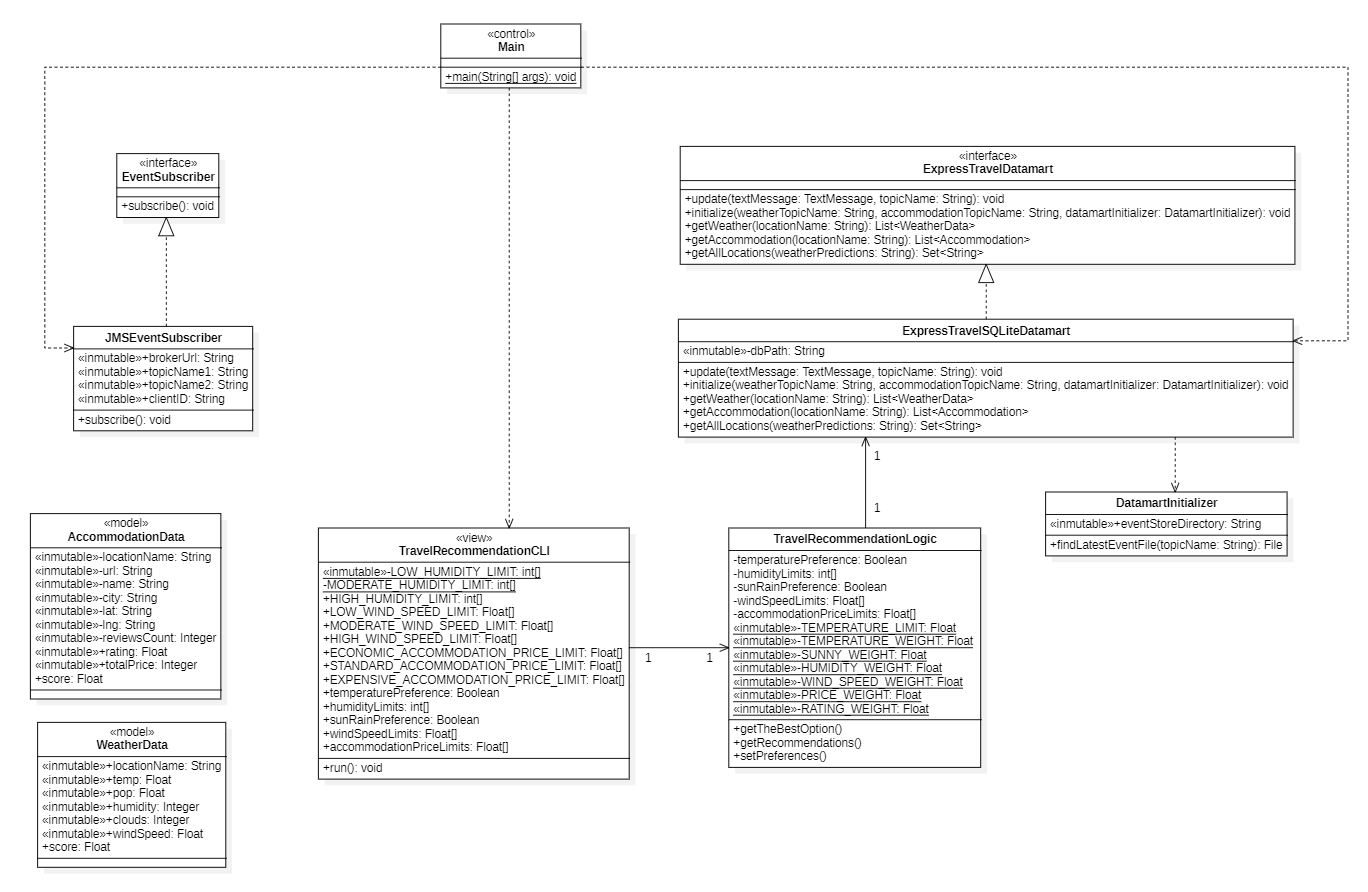 «control»
Main
+main(String[] args): void
«interface»
EventSubscriber
+subscribe(): void
«interface»
ExpressTravelDatamart
+update(textMessage: TextMessage, topicName: String): void
+initialize(weatherTopicName: String, accommodationTopicName: String, datamartInitializer: DatamartInitializer): void
+getWeather(locationName: String): List<WeatherData>
+getAccommodation(locationName: String): List<Accommodation>
+getAllLocations(weatherPredictions: String): Set<String>
JMSEventSubscriber
«inmutable»+brokerUrl: String
«inmutable»+topicName1: String
«inmutable»+topicName2: String
«inmutable»+clientID: String
+subscribe(): void
ExpressTravelSQLiteDatamart
«inmutable»-dbPath: String
+update(textMessage: TextMessage, topicName: String): void
+initialize(weatherTopicName: String, accommodationTopicName: String, datamartInitializer: DatamartInitializer): void
+getWeather(locationName: String): List<WeatherData>
+getAccommodation(locationName: String): List<Accommodation>
+getAllLocations(weatherPredictions: String): Set<String>
1
1
DatamartInitializer
«inmutable»+eventStoreDirectory: String
+findLatestEventFile(topicName: String): File
«model»
AccommodationData
«inmutable»-locationName: String
«inmutable»-url: String
«inmutable»-name: String
«inmutable»-city: String
«inmutable»-lat: String
«inmutable»-lng: String
«inmutable»-reviewsCount: Integer
«inmutable»+rating: Float
«inmutable»+totalPrice: Integer
+score: Float
«view»
TravelRecommendationCLI
«inmutable»-LOW_HUMIDITY_LIMIT: int[]
-MODERATE_HUMIDITY_LIMIT: int[]
+HIGH_HUMIDITY_LIMIT: int[]
+LOW_WIND_SPEED_LIMIT: Float[]
+MODERATE_WIND_SPEED_LIMIT: Float[]
+HIGH_WIND_SPEED_LIMIT: Float[]
+ECONOMIC_ACCOMMODATION_PRICE_LIMIT: Float[]
+STANDARD_ACCOMMODATION_PRICE_LIMIT: Float[]
+EXPENSIVE_ACCOMMODATION_PRICE_LIMIT: Float[]
+temperaturePreference: Boolean
+humidityLimits: int[]
+sunRainPreference: Boolean
+windSpeedLimits: Float[]
+accommodationPriceLimits: Float[]
+run(): void
1
1
TravelRecommendationLogic
-temperaturePreference: Boolean
-humidityLimits: int[]
-sunRainPreference: Boolean
-windSpeedLimits: Float[]
-accommodationPriceLimits: Float[]
«inmutable»-TEMPERATURE_LIMIT: Float
«inmutable»-TEMPERATURE_WEIGHT: Float
«inmutable»-SUNNY_WEIGHT: Float
«inmutable»-HUMIDITY_WEIGHT: Float
«inmutable»-WIND_SPEED_WEIGHT: Float
«inmutable»-PRICE_WEIGHT: Float
«inmutable»-RATING_WEIGHT: Float
+getTheBestOption()
+getRecommendations()
+setPreferences()
«model»
WeatherData
«inmutable»+locationName: String
«inmutable»+temp: Float
«inmutable»+pop: Float
«inmutable»+humidity: Integer
«inmutable»+clouds: Integer
«inmutable»+windSpeed: Float
+score: Float